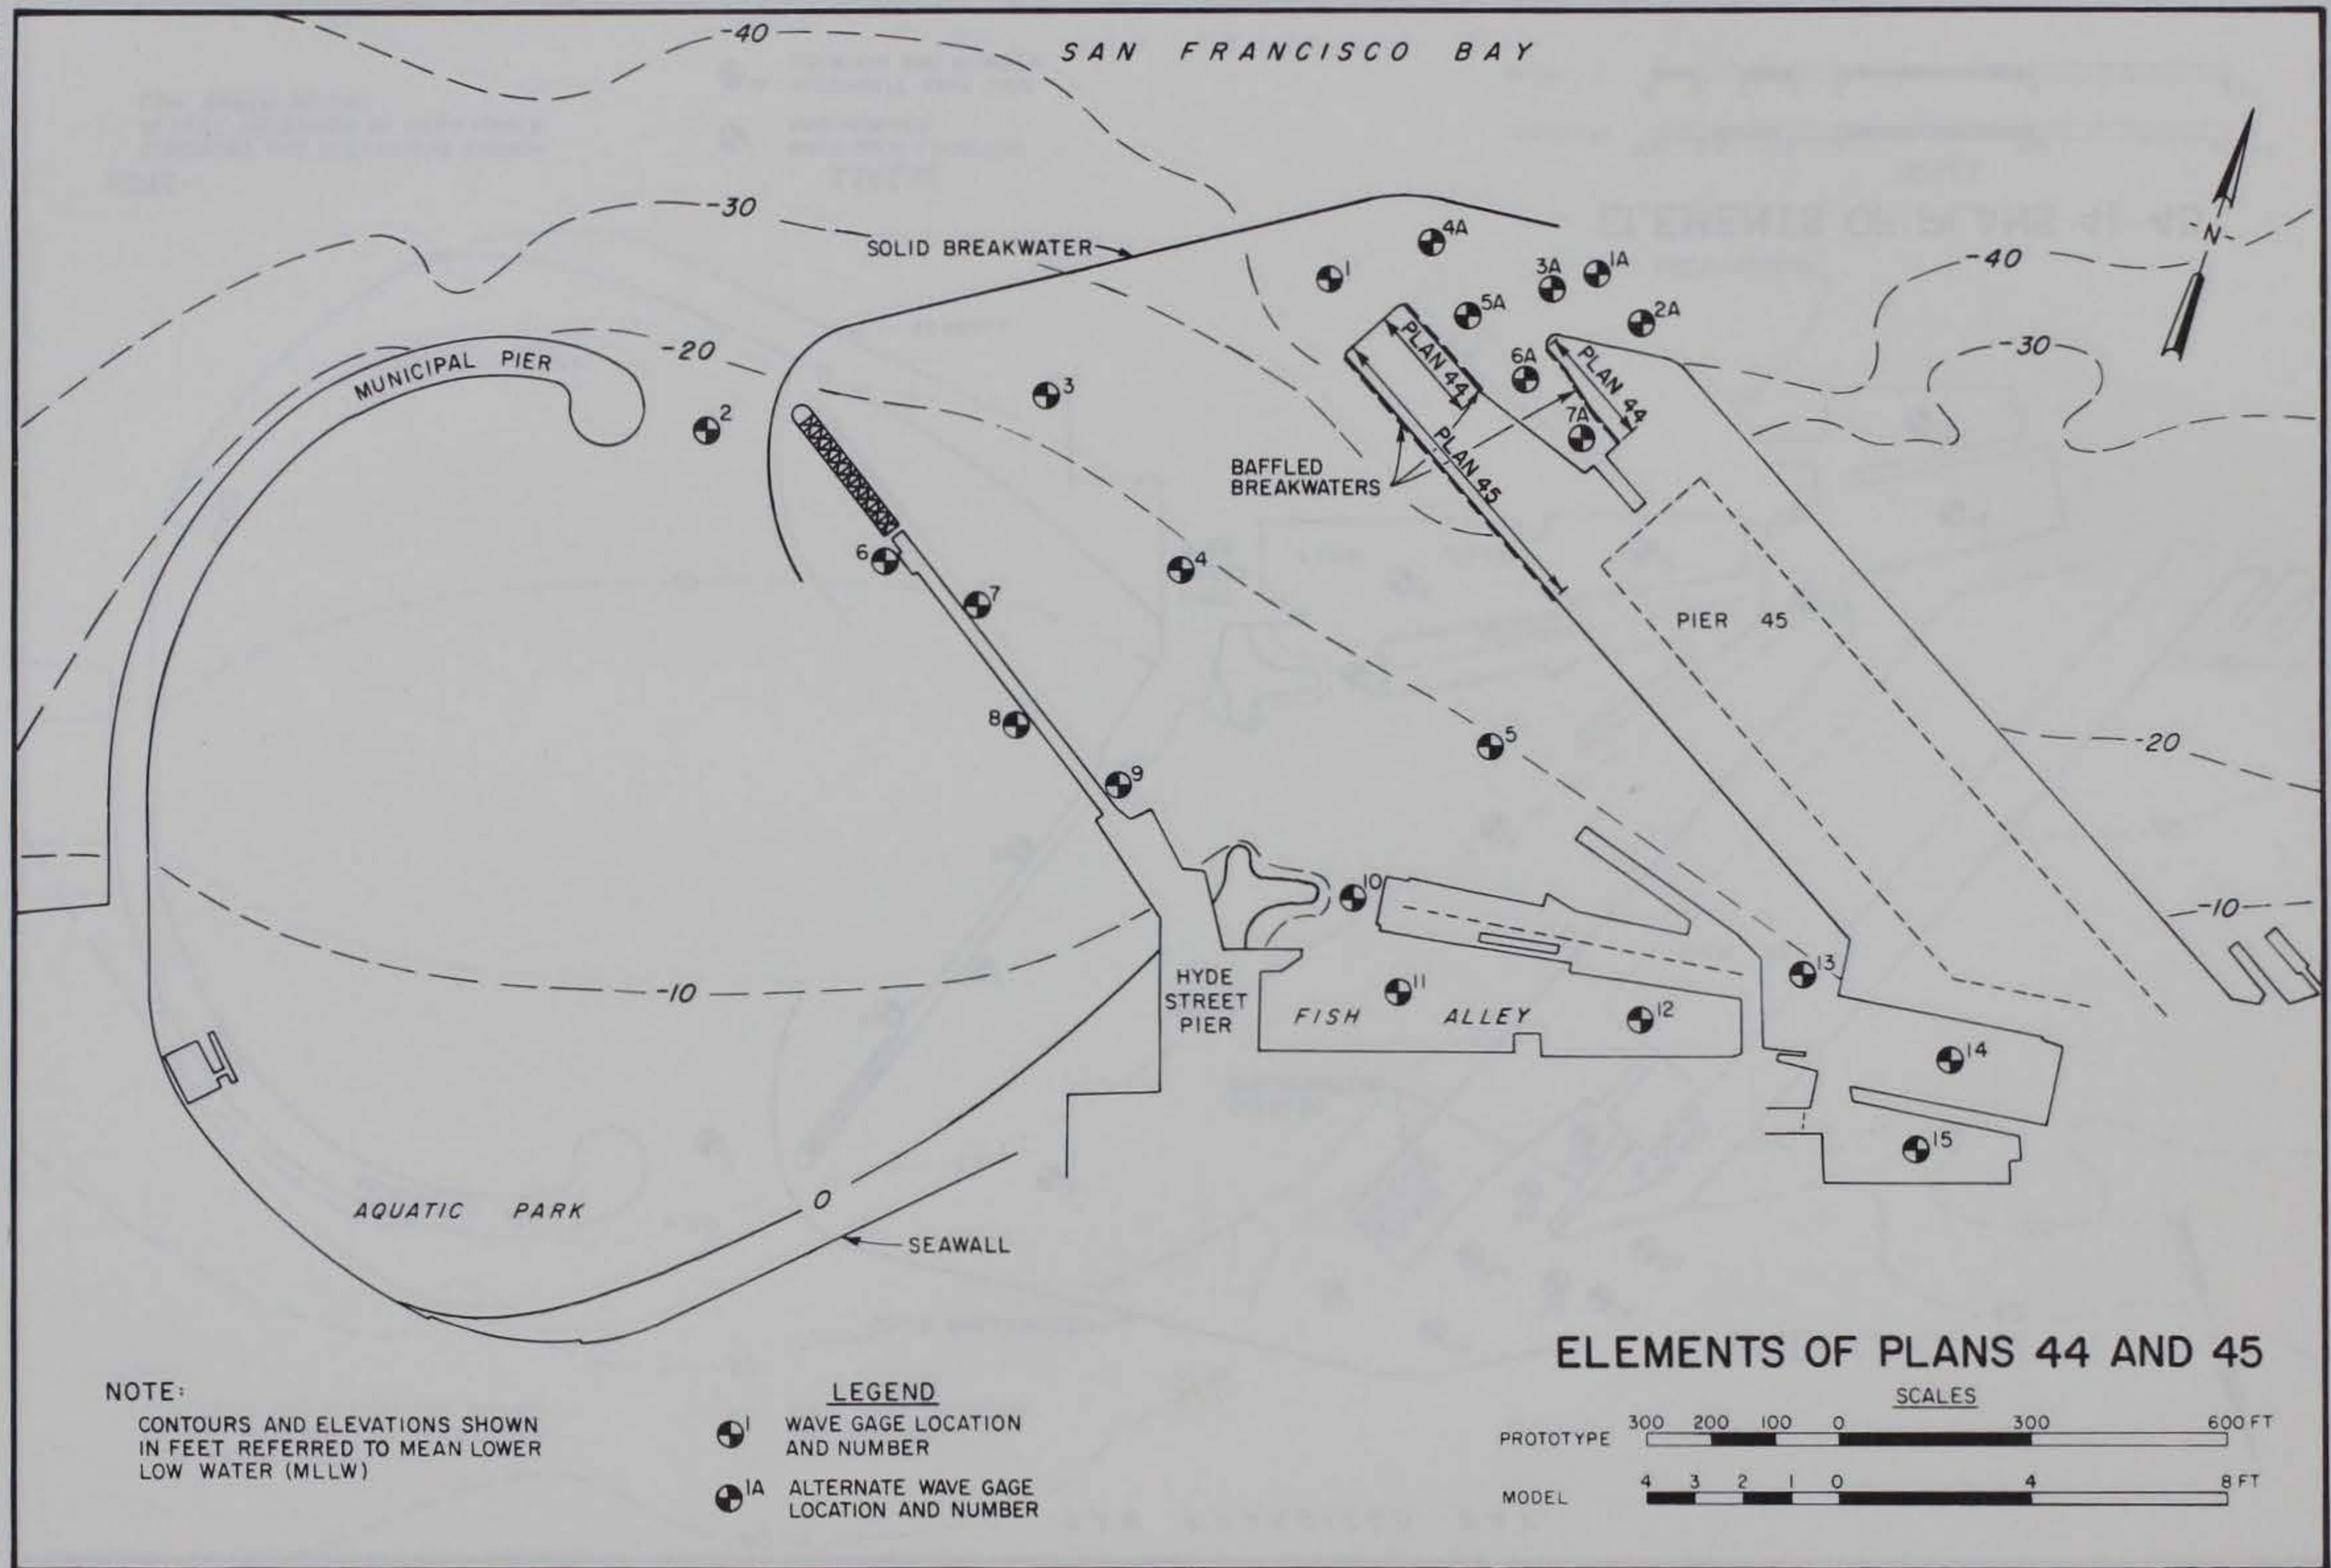 -40
SAN FRANCISCO BAY
-30
SOLID BREAKWATER
4A
1
3A
1A
5A
2A
-N-
-40
-30
-20
MUNICIPAL PIER
2
3
PLAN 44
6A
PLAN 44
7A
PLAN 45
BAFFLED
BREAKWATERS
6
7
4
PIER 45
8
5
-20
9
10
-10
13
HYDE
STREET
PIER
11
FISH ALLEY
12
-10
14
15
AQUATIC PARK
0
SEAWALL
ELEMENTS OF PLANS 44 AND 45
NOTE:
CONTOURS AND ELEVATIONS SHOWN
IN FEET REFERRED TO MEAN LOWER
LOW WATER (MLLW)
LEGEND
1 WAVE GAGE LOCATION
AND NUMBER
1A ALTERNATE WAVE GAGE
LOCATION AND NUMBER
SCALES
300 200 100 0 300 600 FT
PROTOTYPE
4 3 2 1 0 4 8 FT
MODEL